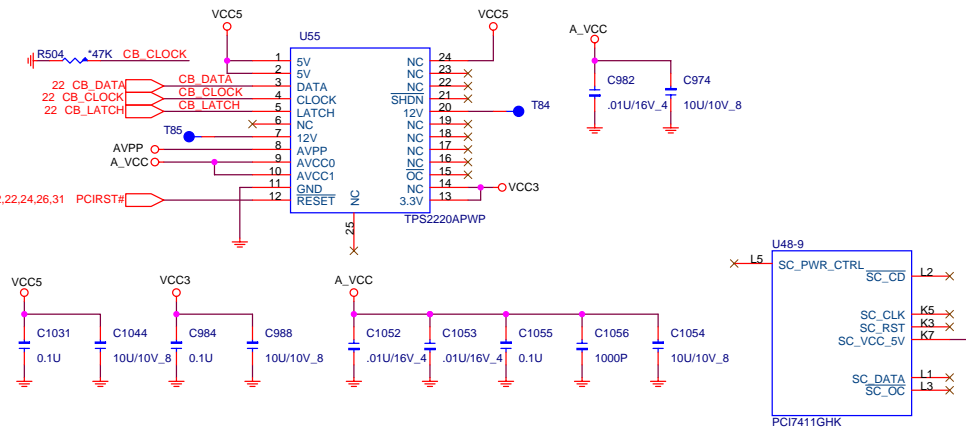 VCC5
VCC5
U55
A_VCC
R504 *47K CB_CLOCK
1 5V
2 5V
22 CB_DATA CB_DATA 3 DATA
22 CB_CLOCK CB_CLOCK 4 CLOCK
22 CB_LATCH CB_LATCH 5 LATCH
6 NC
T85 7 12V
AVPP 8 AVPP
A_VCC 9 AVCC0
10 AVCC1
11 GND
2,22,24,26,31 PCIRST# 12 RESET
NC 24
NC 23
NC 22
SHDN 21
12V 20 T84
NC 19
NC 18
NC 17
NC 16
OC 15
NC 14 VCC3
3.3V 13
NC 25
TPS2220APWP
C982
.01U/16V_4
C974
10U/10V_8
VCC5
VCC3
A_VCC
C1031
0.1U
C1044
10U/10V_8
C984
0.1U
C988
10U/10V_8
C1052
.01U/16V_4
C1053
.01U/16V_4
C1055
0.1U
C1056
1000P
C1054
10U/10V_8
U48-9
L5 SC_PWR_CTRL
SC_CD L2
SC_CLK K5
SC_RST K3
SC_VCC_5V K7
SC_DATA L1
SC_OC L3
PCI7411GHK